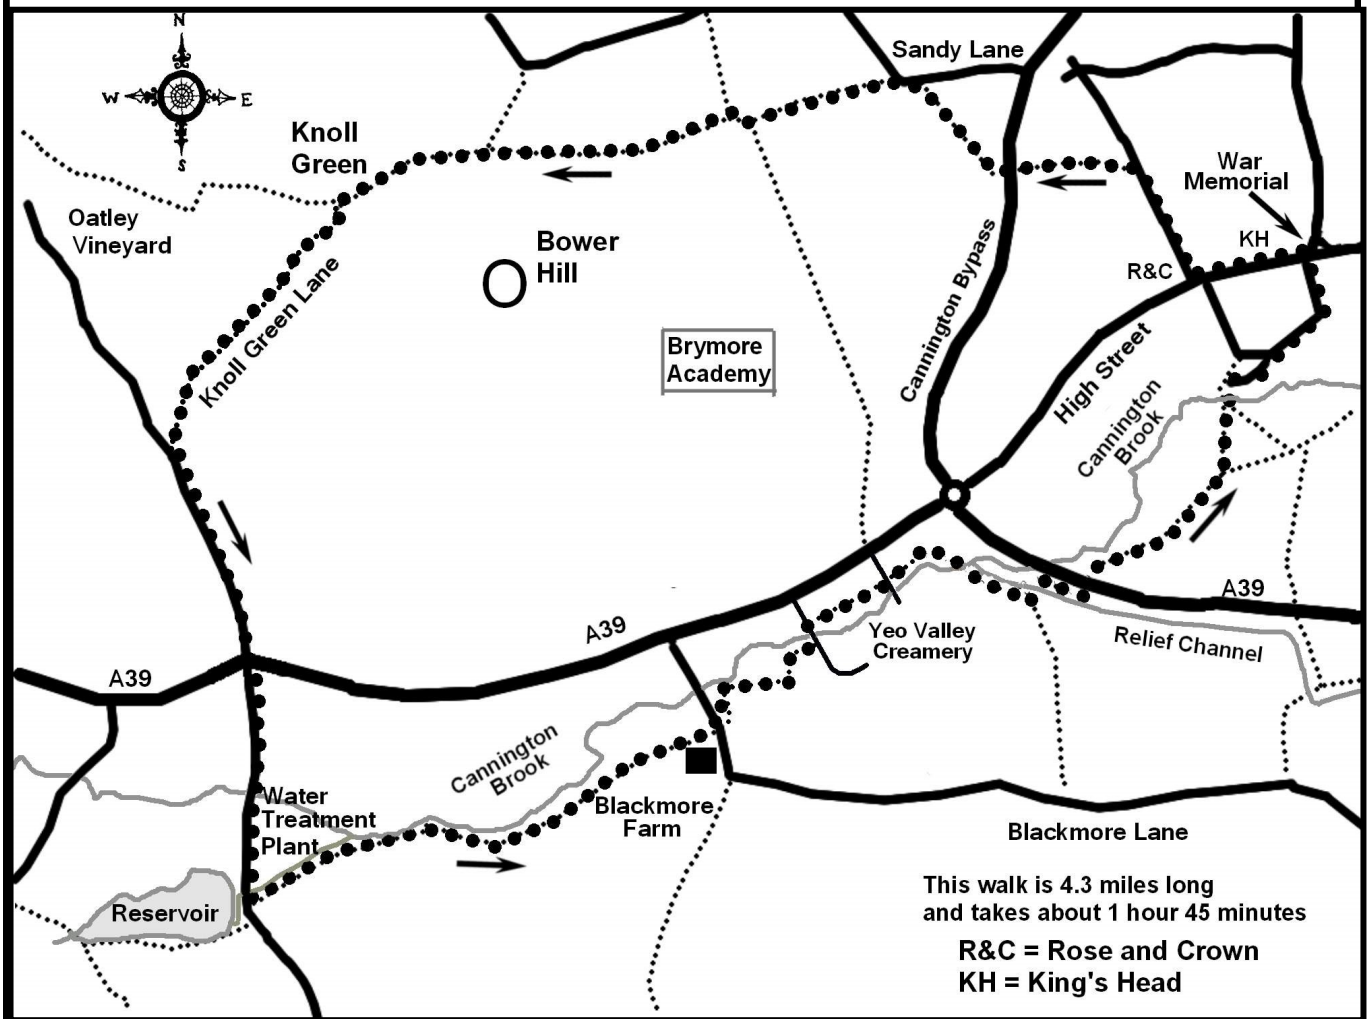 N
W
E
S
Sandy Lane
Knoll
Green
War
Memorial
Oatley
Vineyard
Bower
Hill
KH
R&C
Knoll Green Lane
Cannington Bypass
Brymore
Academy
High Street
Cannington
Brook
A39
A39
Yeo Valley
Creamery
Relief Channel
A39
Cannington
Brook
Water
Treatment
Plant
Blackmore
Farm
Blackmore Lane
Reservoir
This walk is 4.3 miles long
and takes about 1 hour 45 minutes
R&C = Rose and Crown
KH = King's Head